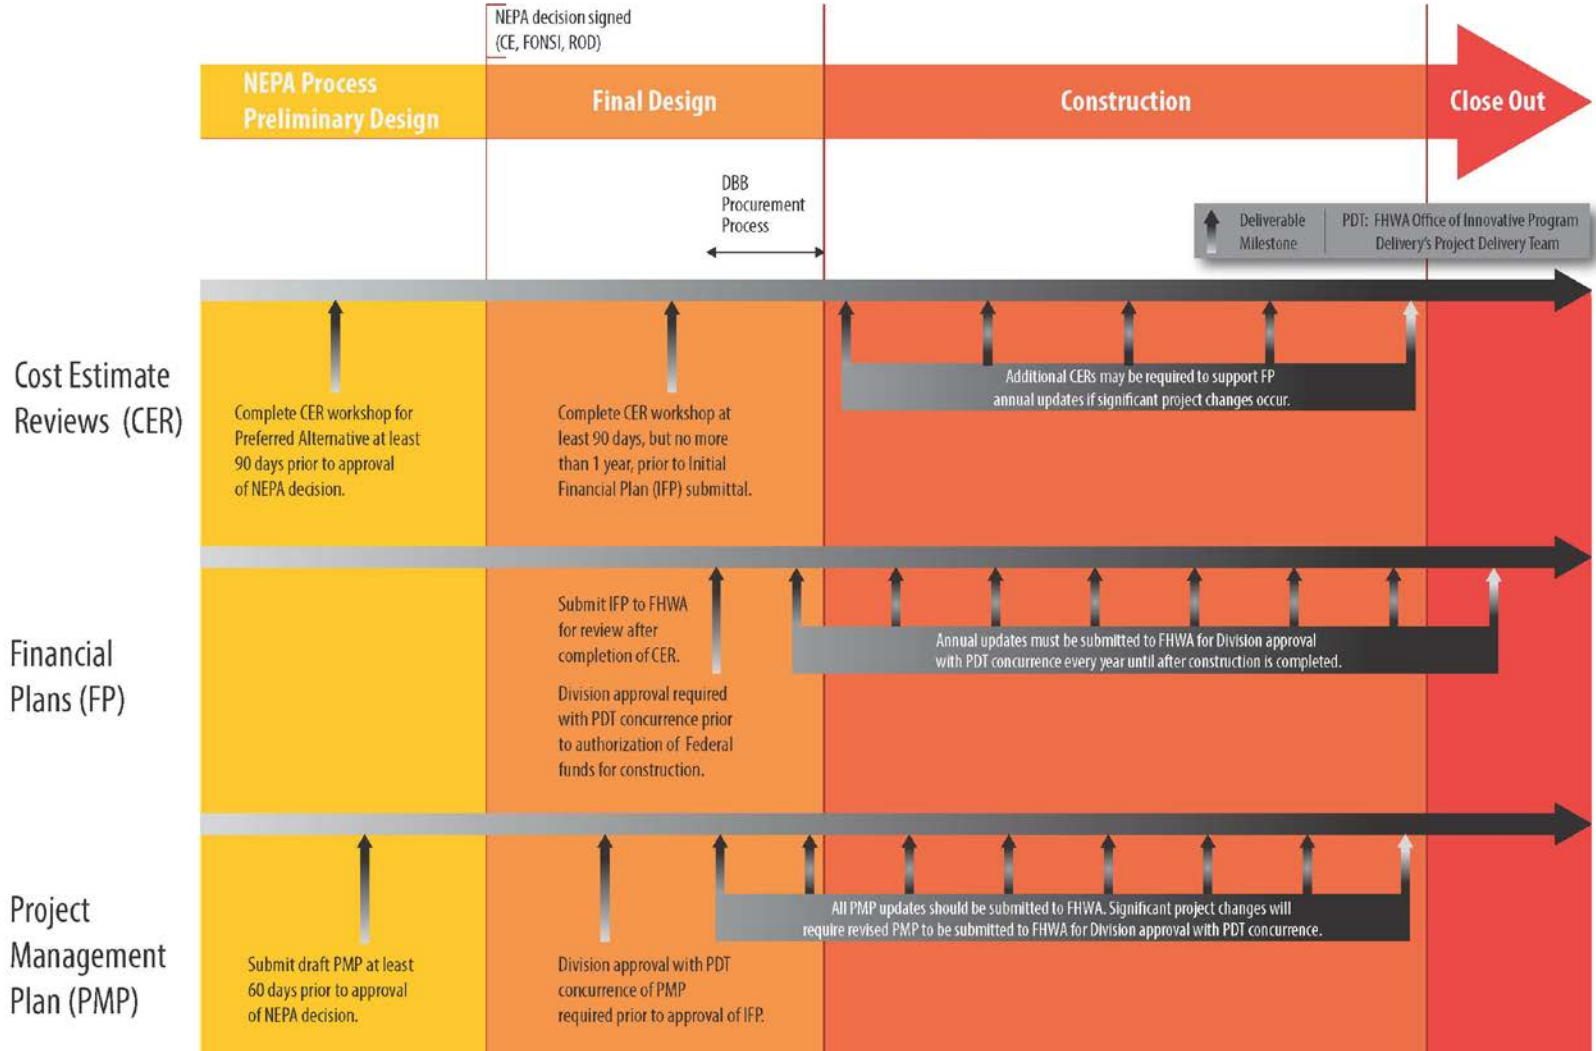 NEPA decision signed
(CE, FONSI, ROD)
NEPA Process
Preliminary Design
Final Design
Construction
Close Out
DBB
Procurement
Process
Deliverable
Milestone
PDT: FHWA Office of Innovative Program
Delivery's Project Delivery Team
Cost Estimate
Reviews (CER)
Complete CER workshop for
Preferred Alternative at least
90 days prior to approval
of NEPA decision.
Complete CER workshop at
least 90 days, but no more
than 1 year, prior to Initial
Financial Plan (IFP) submittal.
Additional CERs may be required to support FP
annual updates if significant project changes occur.
Financial
Plans (FP)
Submit IFP to FHWA
for review after
completion of CER.
Division approval required
with PDT concurrence prior
to authorization of Federal
funds for construction.
Annual updates must be submitted to FHWA for Division approval
with PDT concurrence every year until after construction is completed.
Project
Management
Plan (PMP)
Submit draft PMP at least
60 days prior to approval
of NEPA decision.
Division approval with PDT
concurrence of PMP
required prior to approval of IFP.
All PMP updates should be submitted to FHWA. Significant project changes will
require revised PMP to be submitted to FHWA for Division approval with PDT concurrence.